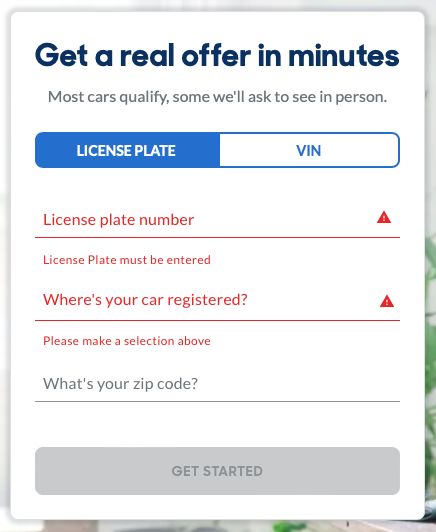 Get a real offer in minutes
Most cars qualify, some we'll ask to see in person.
LICENSE PLATE
VIN
License plate number
License Plate must be entered
Where's your car registered?
Please make a selection above
What's your zip code?
GET STARTED